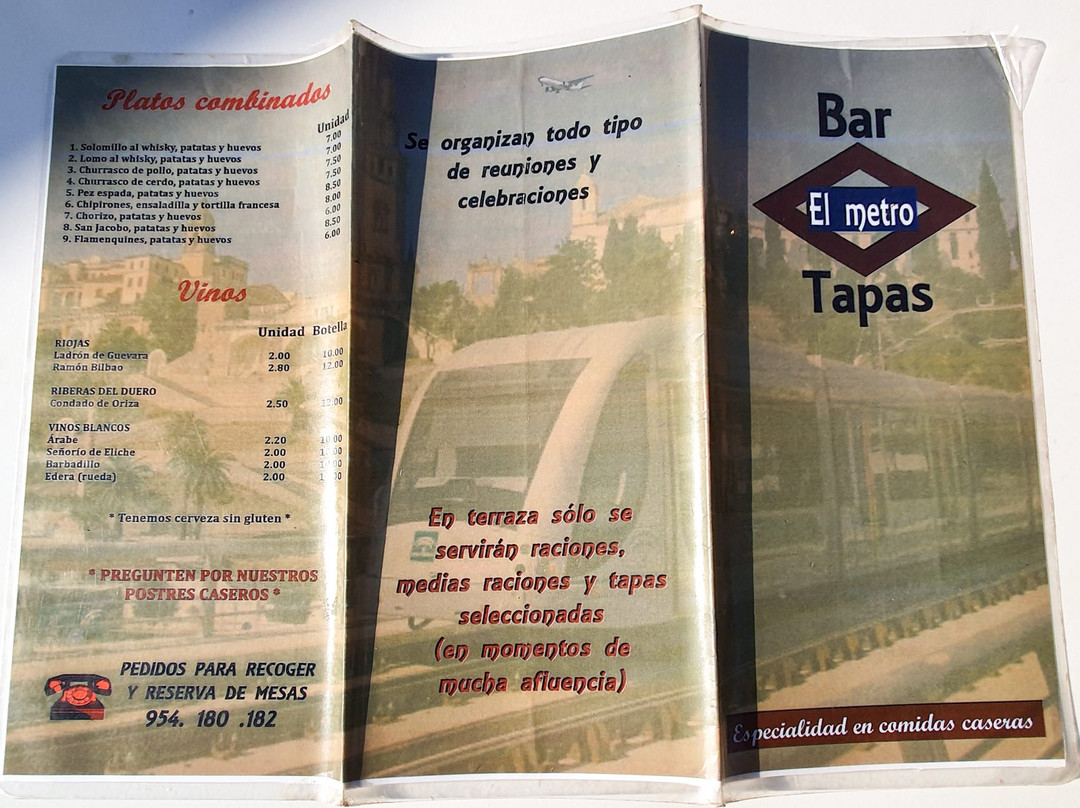 Platos combinados
Unidad
1. Solomillo al whisky, patatas y huevos 7.00
2. Lomo al whisky, patatas y huevos 7.00
3. Churrasco de pollo, patatas y huevos 7.50
4. Churrasco de cerdo, patatas y huevos 7.50
5. Pez espada, patatas y huevos 8.50
6. Chipirones, ensaladilla y tortilla francesa 8.00
7. Chorizo, patatas y huevos 6.00
8. San Jacobo, patatas y huevos 8.50
9. Flamenquines, patatas y huevos 6.00
Vinos
Unidad Botella
RIOJAS
Ladrón de Guevara 2.00 10.00
Ramón Bilbao 2.80 12.00
RIBERAS DEL DUERO
Condado de Oriza 2.50 12.00
VINOS BLANCOS
Árabe 2.20
Señorío de Eliche 2.00
Barbadillo 2.00
Edera (rueda) 2.00
* Tenemos cerveza sin gluten *
* PREGUNTEN POR NUESTROS
POSTRES CASEROS *
PEDIDOS PARA RECOGER
Y RESERVA DE MESAS
954. 180 .182
Se organizan todo tipo
de reuniones y
celebraciones
En terraza sólo se
servirán raciones,
medias raciones y tapas
seleccionadas
(en momentos de
mucha afluencia)
Bar
El metro
Tapas
Especialidad en comidas caseras